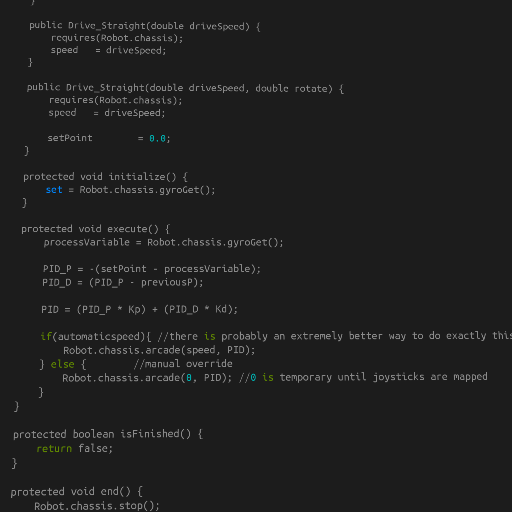 }
public Drive_Straight(double driveSpeed) {
requires(Robot.chassis);
speed = driveSpeed;
}
public Drive_Straight(double driveSpeed, double rotate) {
requires(Robot.chassis);
speed = driveSpeed;
setPoint = 0.0;
}
protected void initialize() {
set = Robot.chassis.gyroGet();
}
protected void execute() {
processVariable = Robot.chassis.gyroGet();
PID_P = -(setPoint - processVariable);
PID_D = (PID_P - previousP);
PID = (PID_P * Kp) + (PID_D * Kd);
if(automaticspeed){ //there is probably an extremely better way to do exactly this
Robot.chassis.arcade(speed, PID);
} else { //manual override
Robot.chassis.arcade(0, PID); //0 is temporary until joysticks are mapped
}
}
protected boolean isFinished() {
return false;
}
protected void end() {
Robot.chassis.stop();